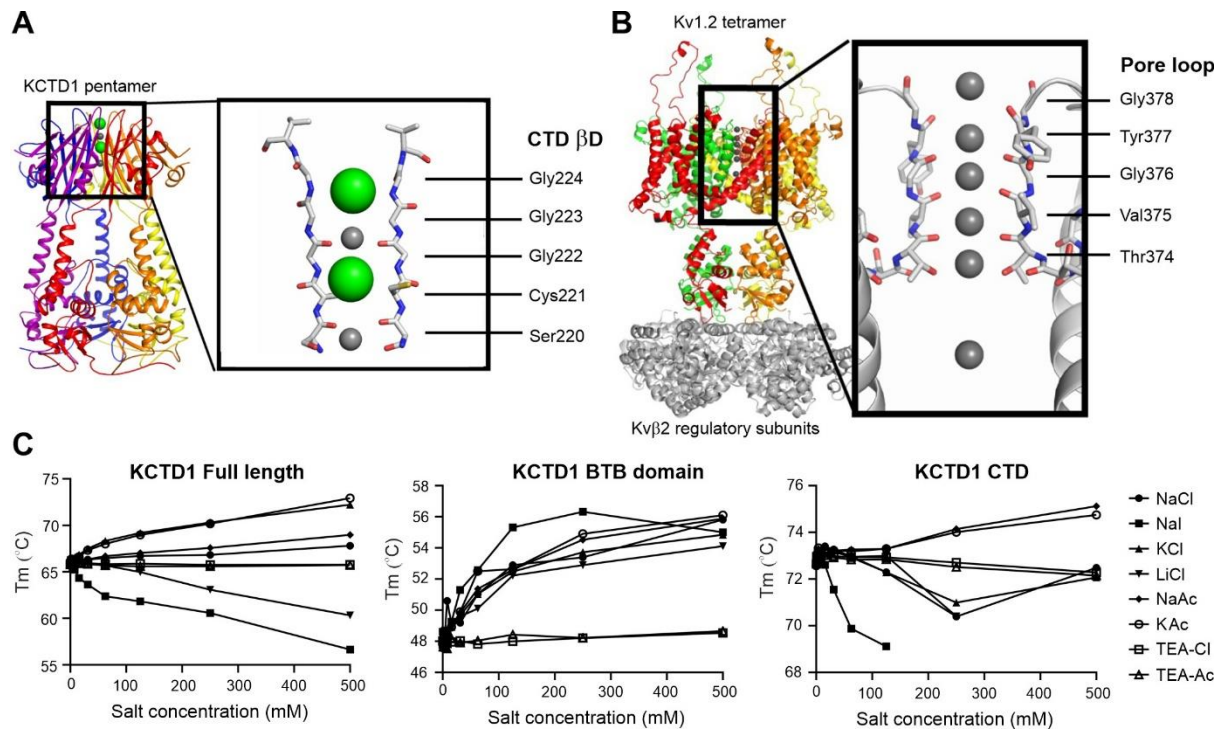 A
KCTD1 pentamer
CTD βD
Gly224
Gly223
Gly222
Cys221
Ser220
B
Kv1.2 tetramer
Pore loop
Gly378
Tyr377
Gly376
Val375
Thr374
Kvβ2 regulatory subunits
C
KCTD1 Full length
75
70
65
60
55
Tm (°C)
0 100 200 300 400 500
Salt concentration (mM)
KCTD1 BTB domain
58
56
54
52
50
48
46
Tm (°C)
0 100 200 300 400 500
Salt concentration (mM)
KCTD1 CTD
76
74
72
70
68
Tm (°C)
0 100 200 300 400 500
Salt concentration (mM)
NaCl
NaI
KCl
LiCl
NaAc
KAc
TEA-Cl
TEA-Ac